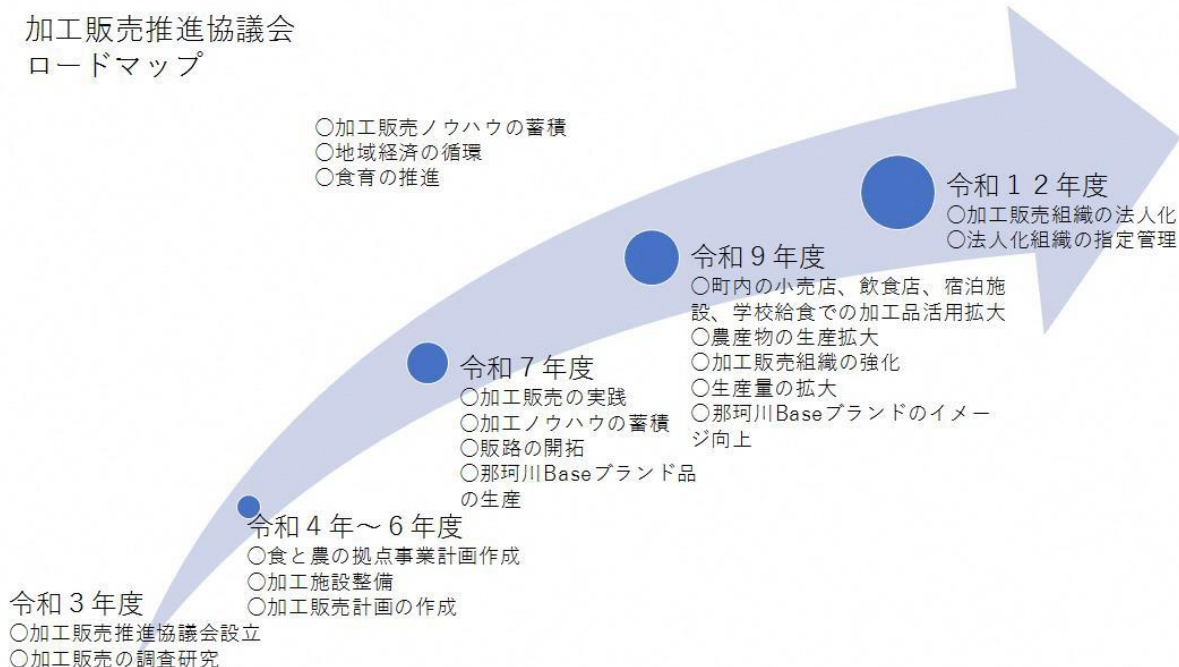 加工販売推進協議会
ロードマップ
○加工販売ノウハウの蓄積
○地域経済の循環
○食育の推進
令和１２年度
○加工販売組織の法人化
○法人化組織の指定管理
令和９年度
○町内の小売店、飲食店、宿泊施
設、学校給食での加工品活用拡大
○農産物の生産拡大
○加工販売組織の強化
○生産量の拡大
○那珂川Baseブランドのイメー
ジ向上
令和７年度
○加工販売の実践
○加工ノウハウの蓄積
○販路の開拓
○那珂川Baseブランド品
の生産
令和４年～６年度
○食と農の拠点事業計画作成
○加工施設整備
○加工販売計画の作成
令和３年度
○加工販売推進協議会設立
○加工販売の調査研究